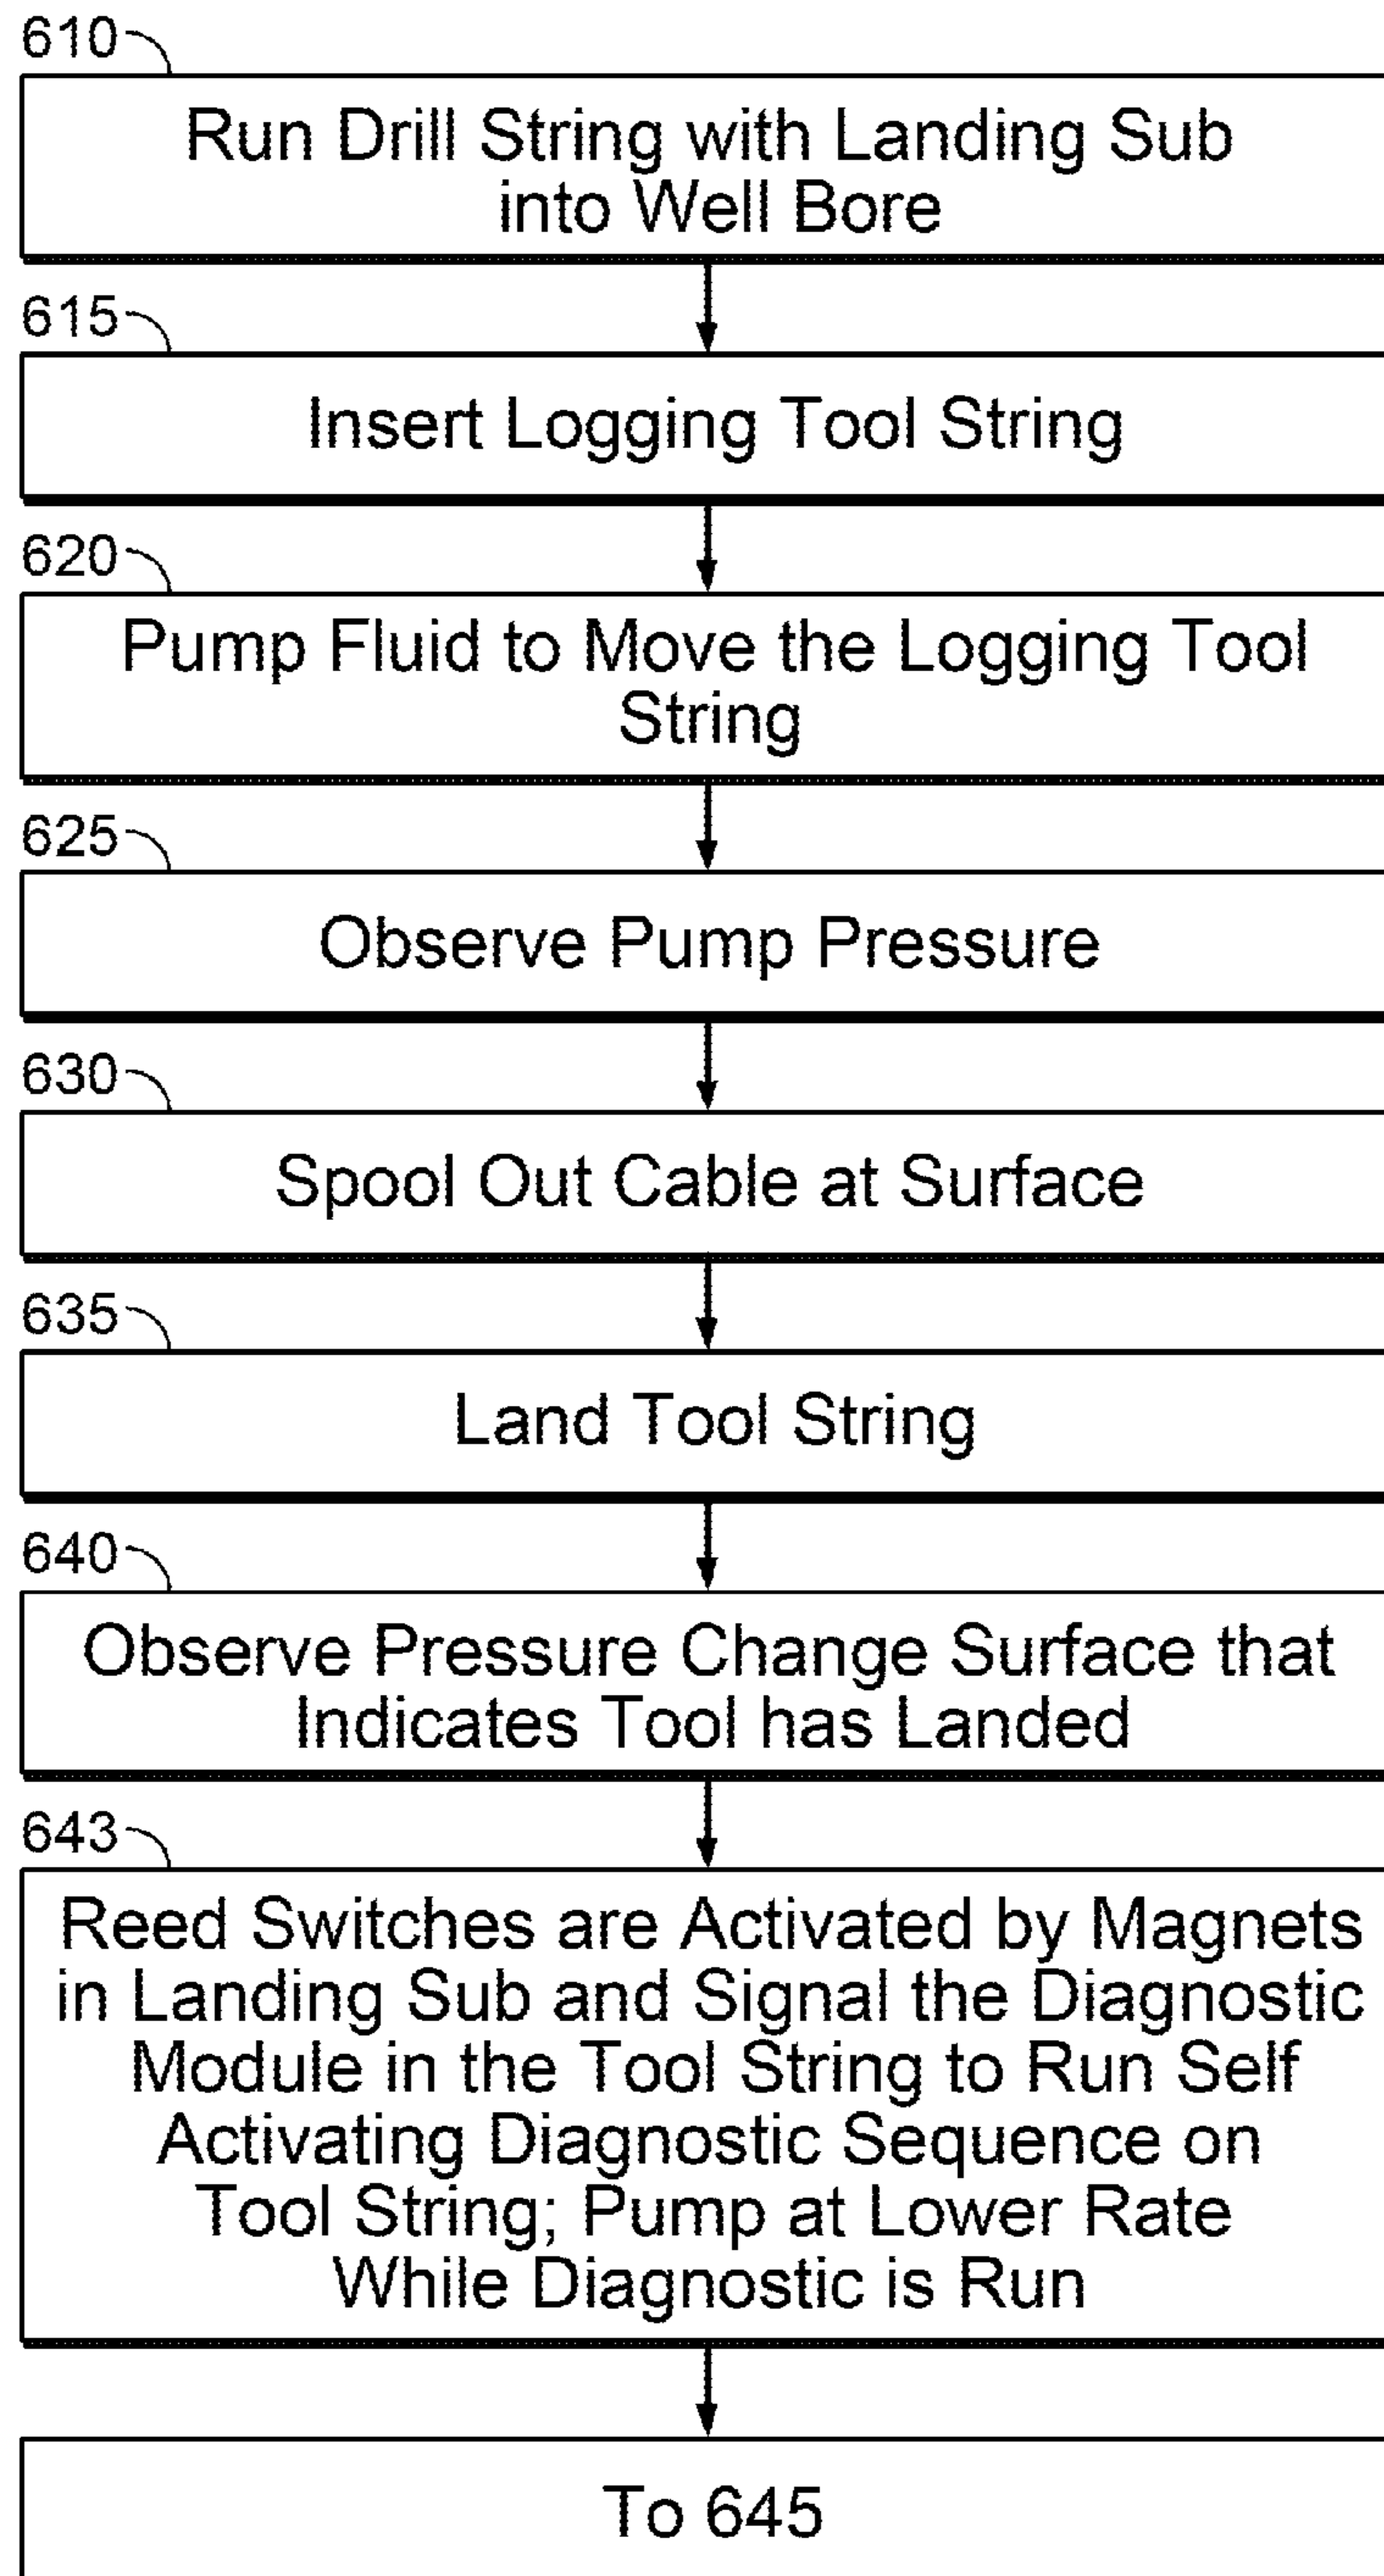 610
Run Drill String with Landing Sub
into Well Bore
615
Insert Logging Tool String
620
Pump Fluid to Move the Logging Tool
String
625
Observe Pump Pressure
630
Spool Out Cable at Surface
635
Land Tool String
640
Observe Pressure Change Surface that
Indicates Tool has Landed
643
Reed Switches are Activated by Magnets
in Landing Sub and Signal the Diagnostic
Module in the Tool String to Run Self
Activating Diagnostic Sequence on
Tool String; Pump at Lower Rate
While Diagnostic is Run
To 645